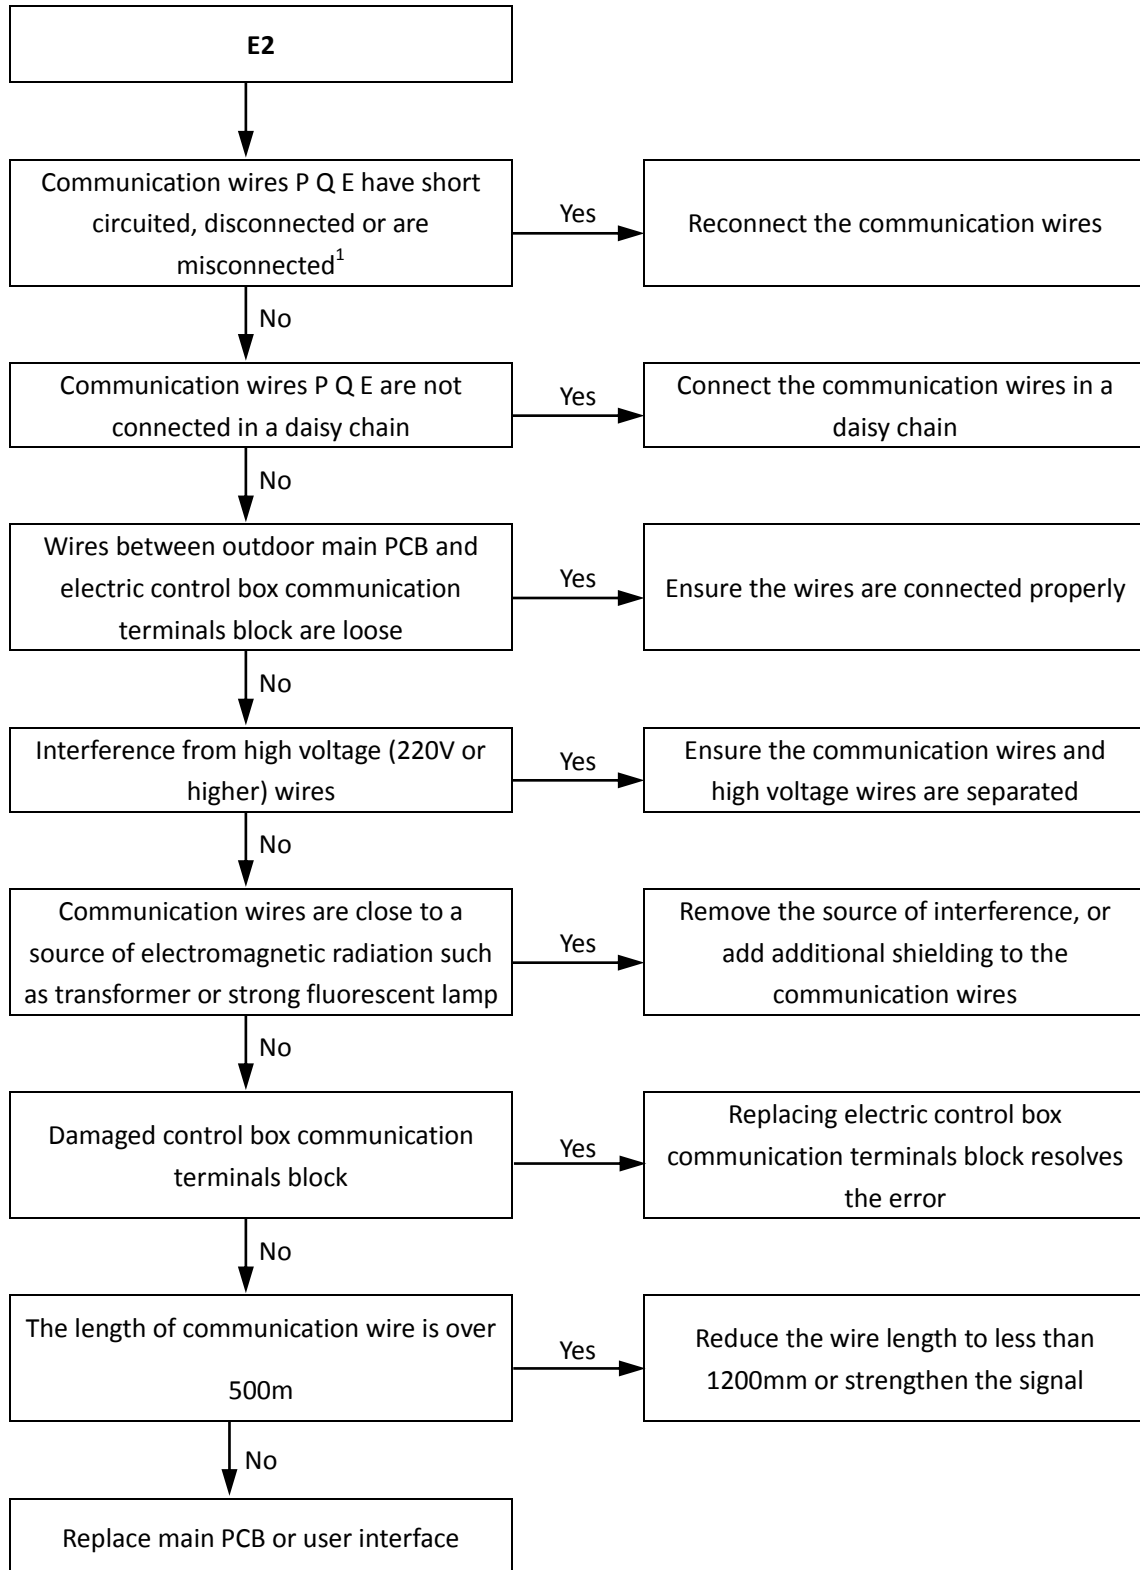 E2
Communication wires P Q E have short
circuited, disconnected or are
misconnected¹
Yes
Reconnect the communication wires
No
Communication wires P Q E are not
connected in a daisy chain
Yes
Connect the communication wires in a
daisy chain
No
Wires between outdoor main PCB and
electric control box communication
terminals block are loose
Yes
Ensure the wires are connected properly
No
Interference from high voltage (220V or
higher) wires
Yes
Ensure the communication wires and
high voltage wires are separated
No
Communication wires are close to a
source of electromagnetic radiation such
as transformer or strong fluorescent lamp
Yes
Remove the source of interference, or
add additional shielding to the
communication wires
No
Damaged control box communication
terminals block
Yes
Replacing electric control box
communication terminals block resolves
the error
No
The length of communication wire is over
500m
Yes
Reduce the wire length to less than
1200mm or strengthen the signal
No
Replace main PCB or user interface